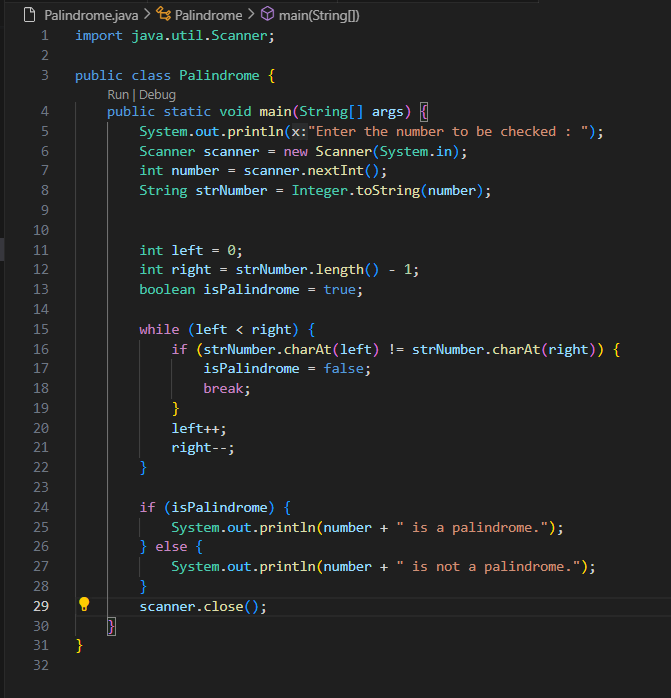 Palindrome.java > Palindrome > main(String[])
1 import java.util.Scanner;
2
3 public class Palindrome {
Run | Debug
4     public static void main(String[] args) {
5         System.out.println(x:"Enter the number to be checked : ");
6         Scanner scanner = new Scanner(System.in);
7         int number = scanner.nextInt();
8         String strNumber = Integer.toString(number);
9
10
11         int left = 0;
12         int right = strNumber.length() - 1;
13         boolean isPalindrome = true;
14
15         while (left < right) {
16             if (strNumber.charAt(left) != strNumber.charAt(right)) {
17                 isPalindrome = false;
18                 break;
19             }
20             left++;
21             right--;
22         }
23
24         if (isPalindrome) {
25             System.out.println(number + " is a palindrome.");
26         } else {
27             System.out.println(number + " is not a palindrome.");
28         }
29         scanner.close();
30     }
31 }
32